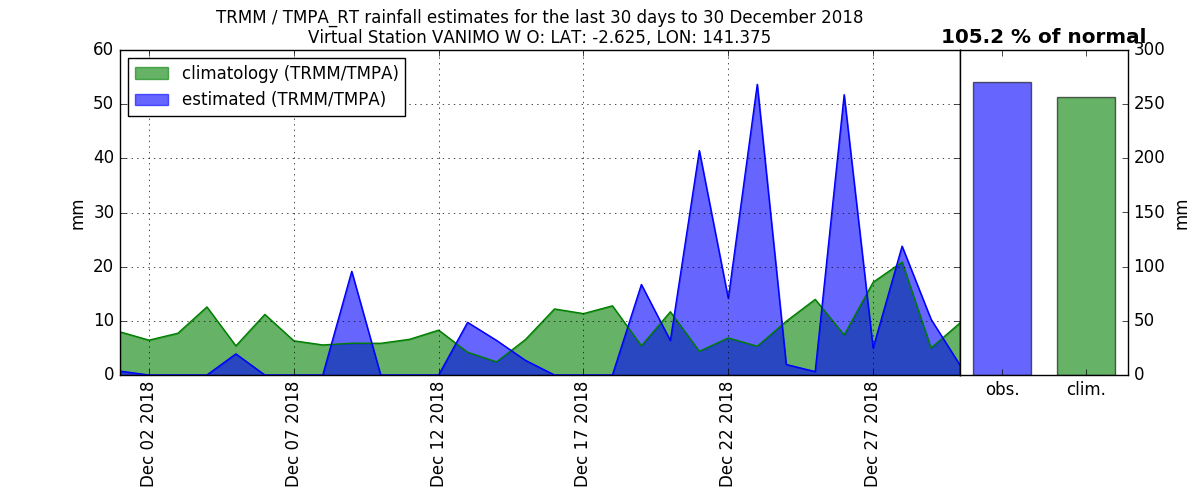 TRMM / TMPA_RT rainfall estimates for the last 30 days to 30 December 2018
Virtual Station VANIMO W O: LAT: -2.625, LON: 141.375
105.2 % of normal
climatology (TRMM/TMPA)
estimated (TRMM/TMPA)
60
50
40
30
20
10
0
mm
Dec 02 2018
Dec 07 2018
Dec 12 2018
Dec 17 2018
Dec 22 2018
Dec 27 2018
obs.
clim.
300
250
200
150
100
50
0
mm